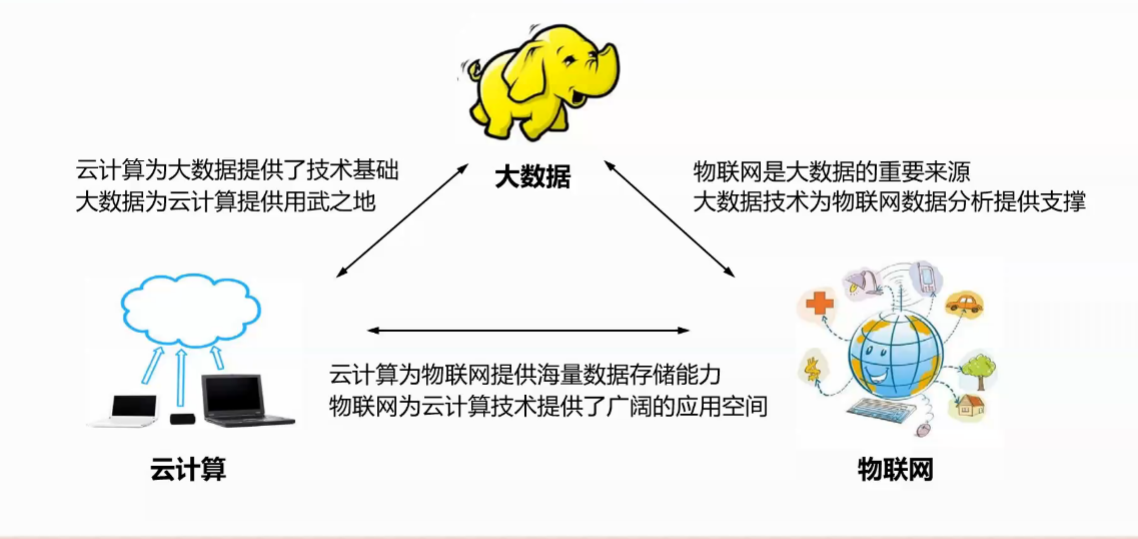 大数据
云计算为大数据提供了技术基础
大数据为云计算提供用武之地
物联网是大数据的重要来源
大数据技术为物联网数据分析提供支撑
云计算为物联网提供海量数据存储能力
物联网为云计算技术提供了广阔的应用空间
云计算
物联网